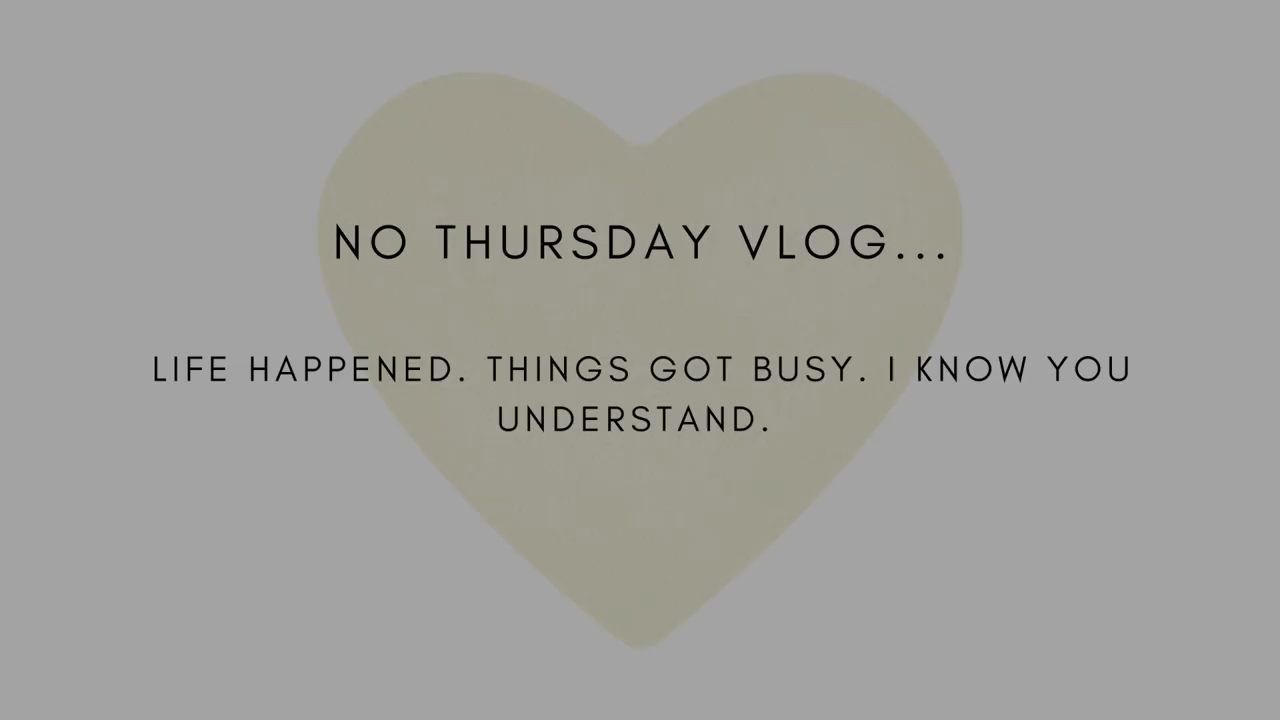 NO THURSDAY VLOG...
LIFE HAPPENED. THINGS GOT BUSY. I KNOW YOU
UNDERSTAND.